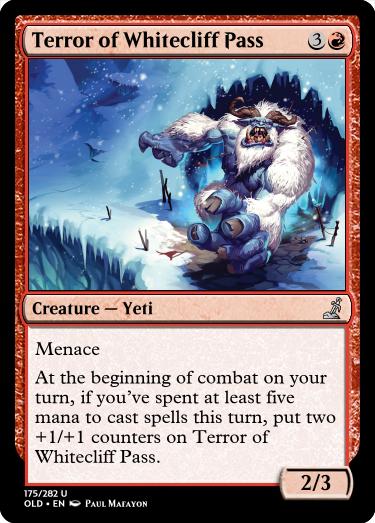 Terror of Whitecliff Pass 3
Creature — Yeti
Menace
At the beginning of combat on your
turn, if you've spent at least five
mana to cast spells this turn, put two
+1/+1 counters on Terror of
Whitecliff Pass.
2/3
175/282 U
OLD • EN Paul Mafayon